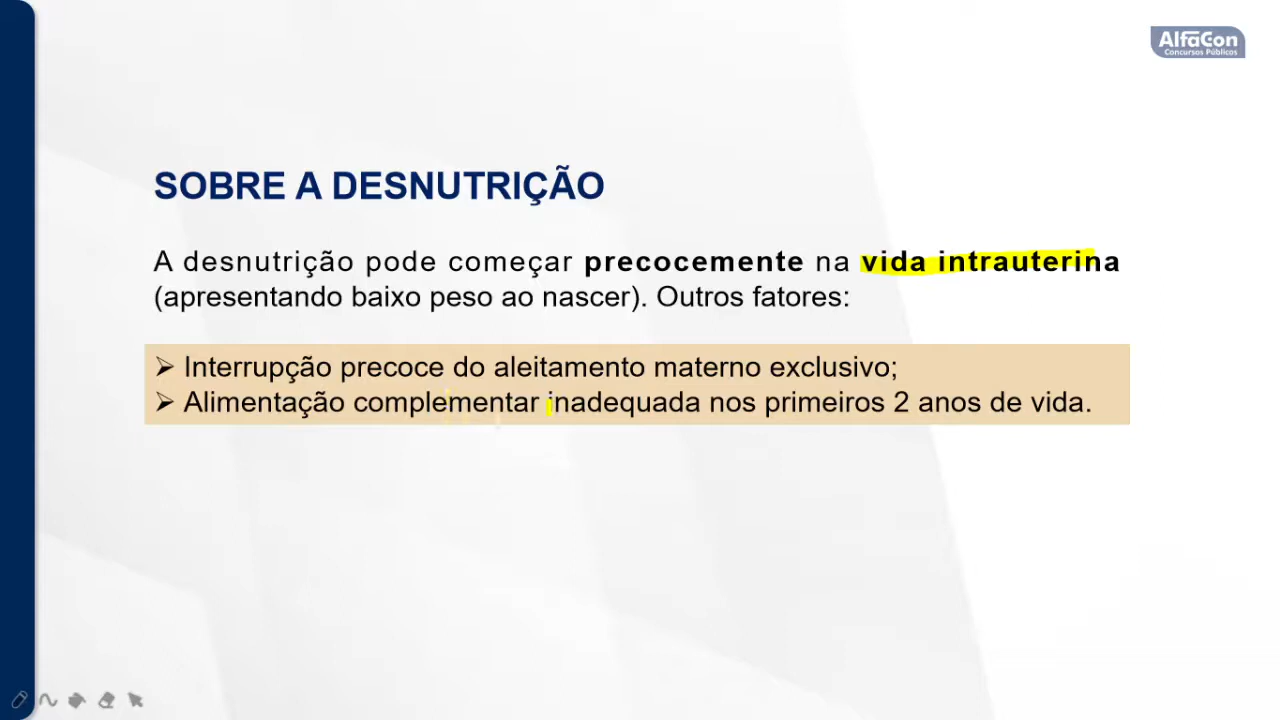 AlfaCon
Concursos Públicos
SOBRE A DESNUTRIÇÃO
A desnutrição pode começar precocemente na vida intrauterina
(apresentando baixo peso ao nascer). Outros fatores:
➢ Interrupção precoce do aleitamento materno exclusivo;
➢ Alimentação complementar inadequada nos primeiros 2 anos de vida.